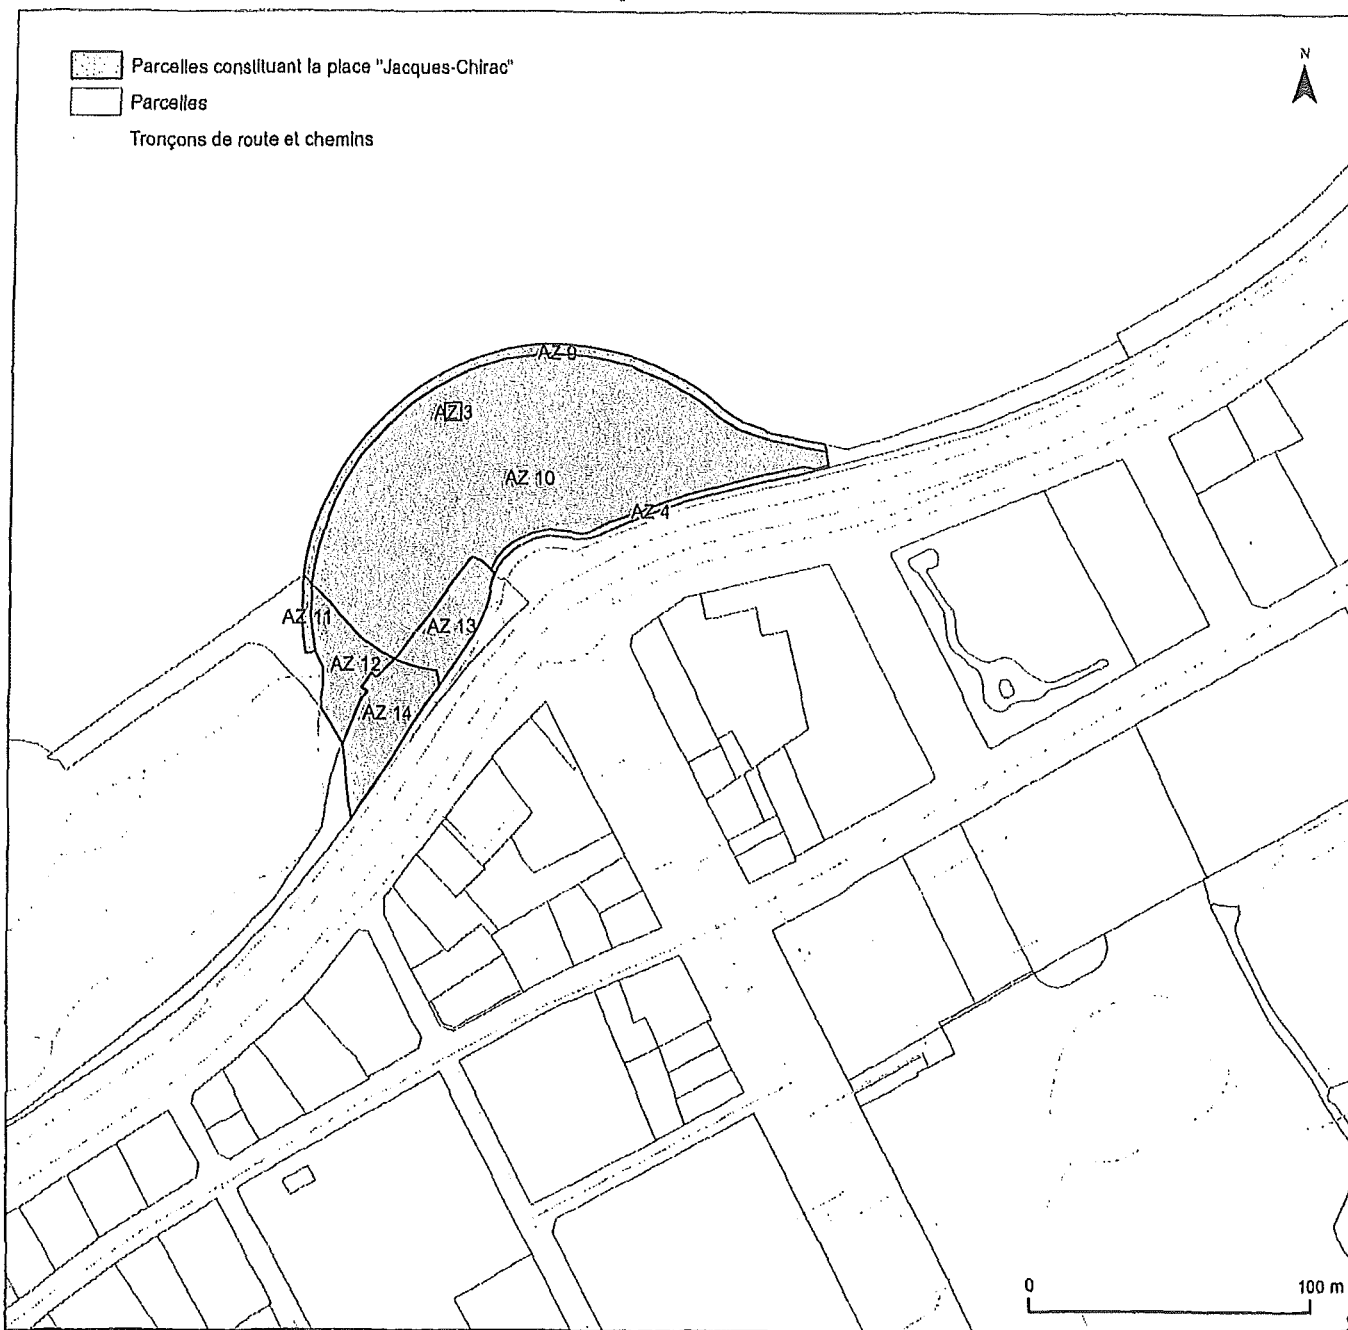 Parcelles constituant la place "Jacques-Chirac"
Parcelles
Tronçons de route et chemins
N
AZ 9
AZ 3
AZ 10
AZ 4
AZ 11
AZ 13
AZ 12
AZ 14
0 100 m